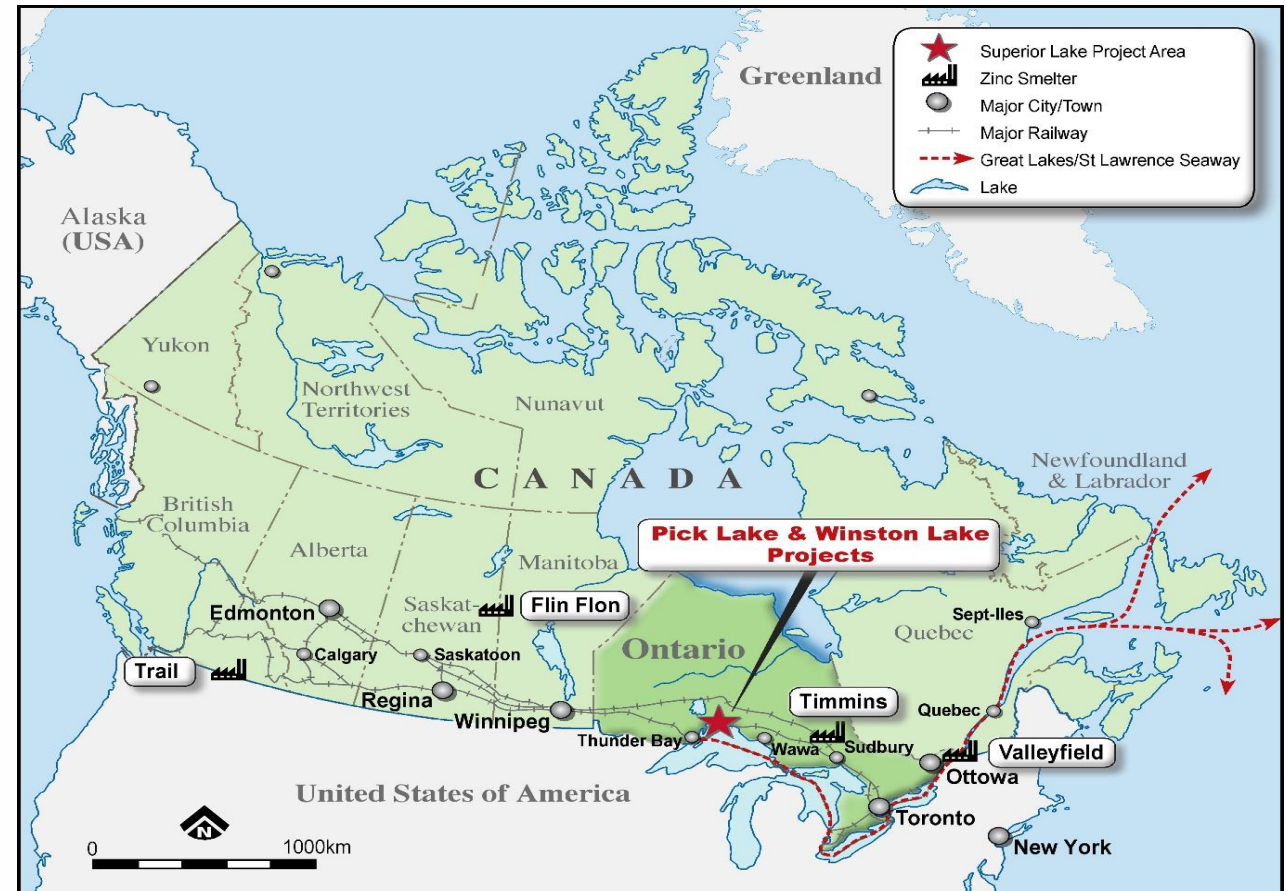 Superior Lake Project Area
Zinc Smelter
Major City/Town
Major Railway
Great Lakes/St Lawrence Seaway
Lake
Greenland
Alaska
(USA)
Yukon
Northwest
Territories
Nunavut
CANADA
Newfoundland
& Labrador
British
Columbia
Alberta
Manitoba
Pick Lake & Winston Lake
Projects
Saskat-
chewan
Flin Flon
Edmonton
Sept-Iles
Quebec
Ontario
Calgary
Saskatoon
Trail
Regina
Winnipeg
Timmins
Quebec
Thunder Bay
Wawa
Sudbury
Valleyfield
Ottowa
United States of America
Toronto
N
0
1000km
New York